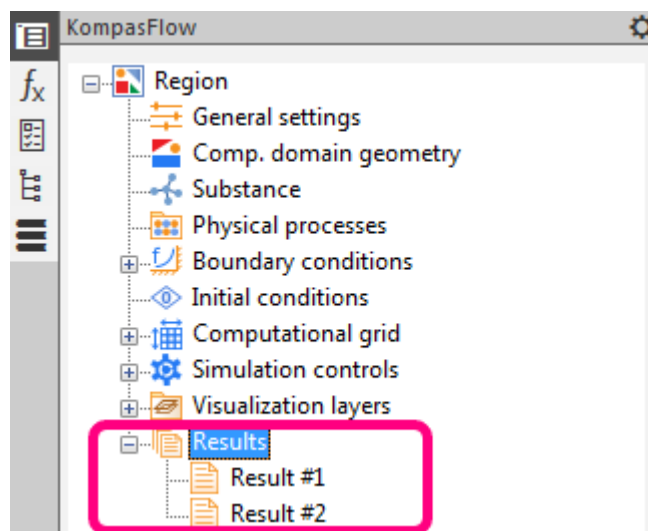 KompasFlow
Region
General settings
Comp. domain geometry
Substance
Physical processes
Boundary conditions
Initial conditions
Computational grid
Simulation controls
Visualization layers
Results
Result #1
Result #2